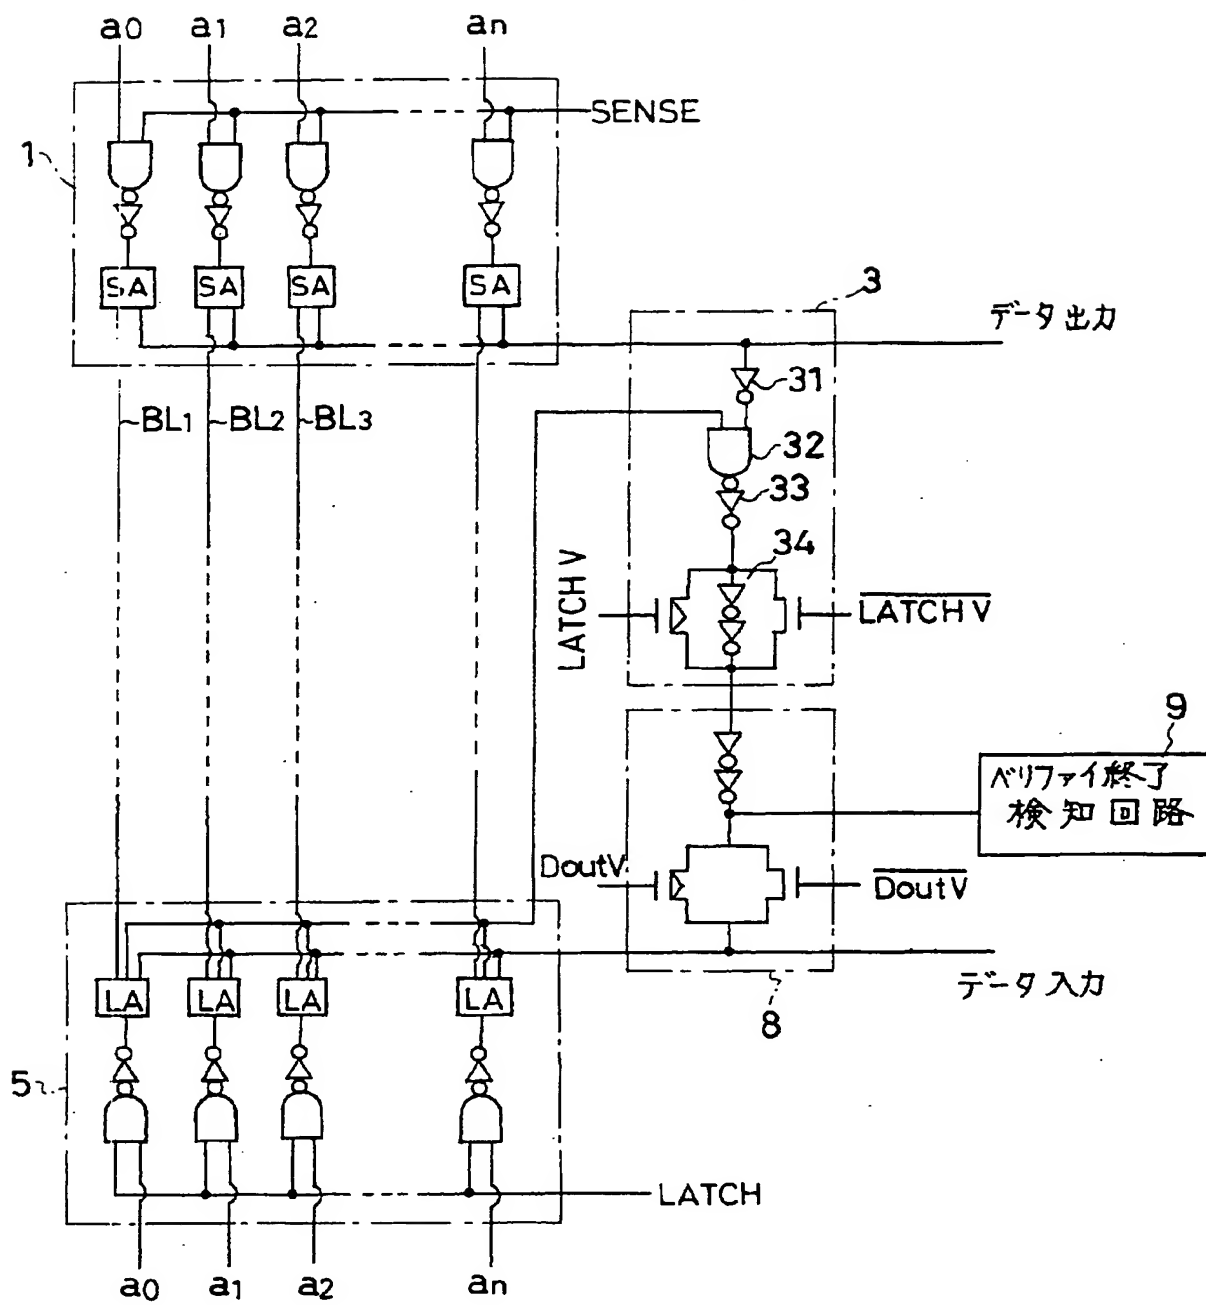 a0 a1 a2 an
SENSE
1
SA SA SA SA
3
データ出力
31
BL1 BL2 BL3
32
33
34
LATCH V
L̅A̅T̅C̅H̅ ̅V̅
9
ベリファイ終了
検知回路
DoutV
D̅o̅u̅t̅V̅
LA LA LA LA
データ入力
8
5
LATCH
a0 a1 a2 an